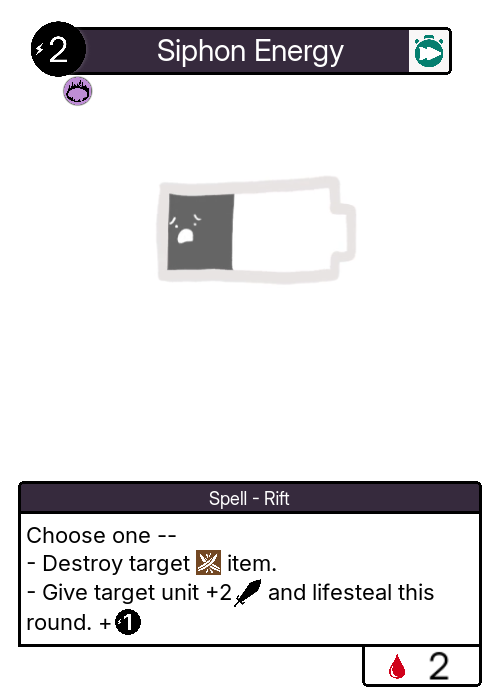 2 Siphon Energy
Spell - Rift
Choose one --
- Destroy target item.
- Give target unit +2 and lifesteal this
round. +1
2